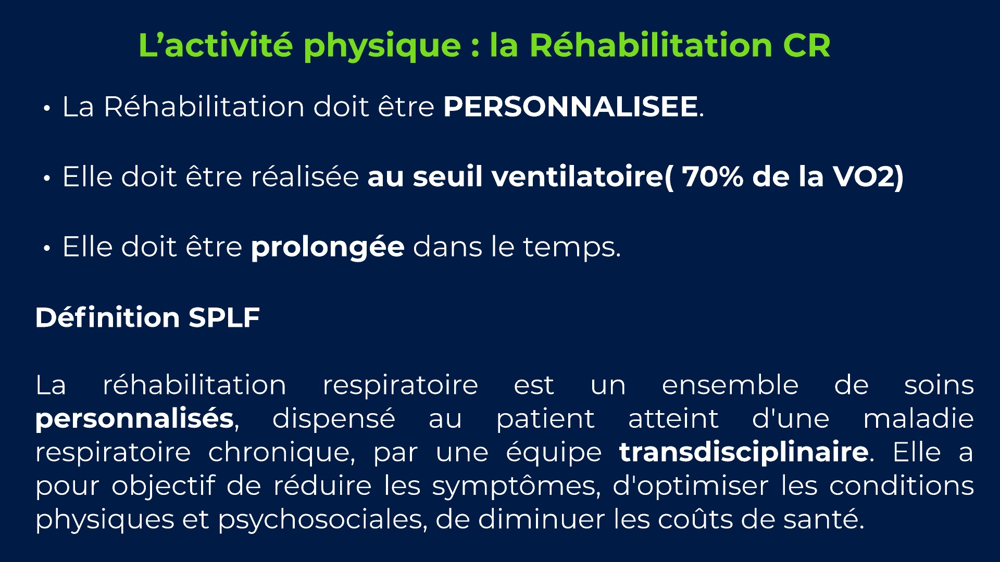 L’activité physique : la Réhabilitation CR
• La Réhabilitation doit être PERSONNALISEE.
• Elle doit être réalisée au seuil ventilatoire( 70% de la VO2)
• Elle doit être prolongée dans le temps.
Définition SPLF
La réhabilitation respiratoire est un ensemble de soins
personnalisés, dispensé au patient atteint d'une maladie
respiratoire chronique, par une équipe transdisciplinaire. Elle a
pour objectif de réduire les symptômes, d'optimiser les conditions
physiques et psychosociales, de diminuer les coûts de santé.